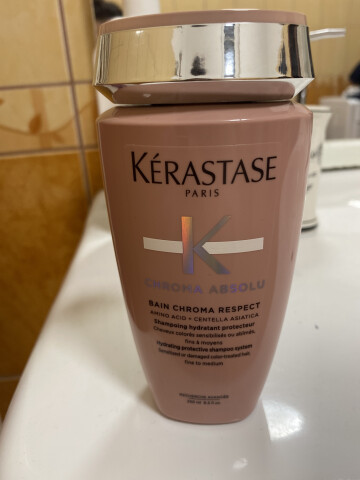 KÉRASTASE
PARIS
K
CHROMA ABSOLU
BAIN CHROMA RESPECT
AMINO ACID + CENTELLA ASIATICA
Shampooing hydratant protecteur
Cheveux colorés sensibilisés ou abîmés,
fins à moyens
Hydrating protective shampoo system
Sensitized or damaged color-treated hair,
fine to medium